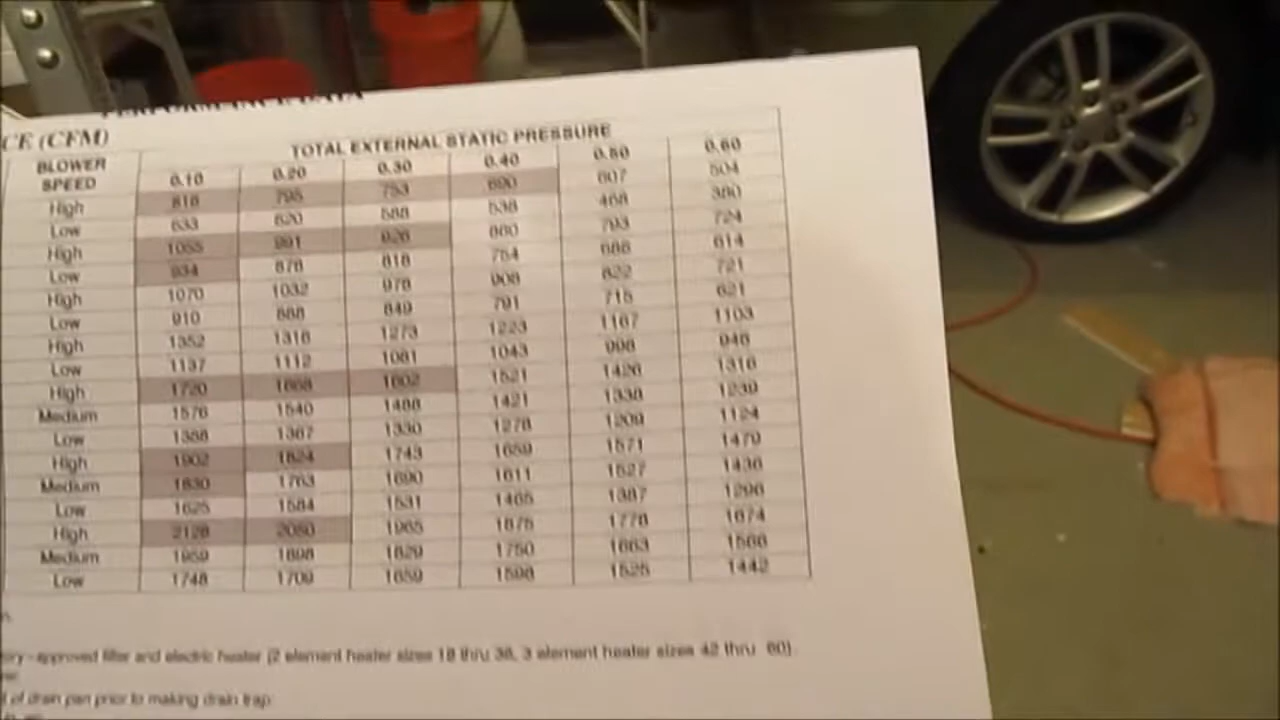 CE (CFM)
BLOWER SPEED TOTAL EXTERNAL STATIC PRESSURE
0.10 0.20 0.30 0.40 0.50 0.60
High 818 795 753 690 607 504
Low 633 620 588 538 468 380
High 1055 991 926 860 793 724
Low 934 878 818 754 686 614
High 1070 1032 978 908 822 721
Low 910 888 849 791 715 621
High 1352 1318 1273 1223 1167 1103
Low 1137 1112 1081 1043 998 948
High 1720 1668 1602 1521 1426 1316
Medium 1576 1540 1488 1421 1338 1239
Low 1388 1367 1330 1278 1209 1124
High 1902 1824 1743 1659 1571 1479
Medium 1830 1763 1690 1611 1527 1436
Low 1625 1584 1531 1465 1387 1296
High 2128 2050 1965 1875 1778 1674
Medium 1959 1898 1829 1750 1663 1566
Low 1748 1709 1659 1598 1525 1442
ory - approved filter and electric heater (2 element heater sizes 18 thru 36, 3 element heater sizes 42 thru 60).
of drain pan prior to making drain trap